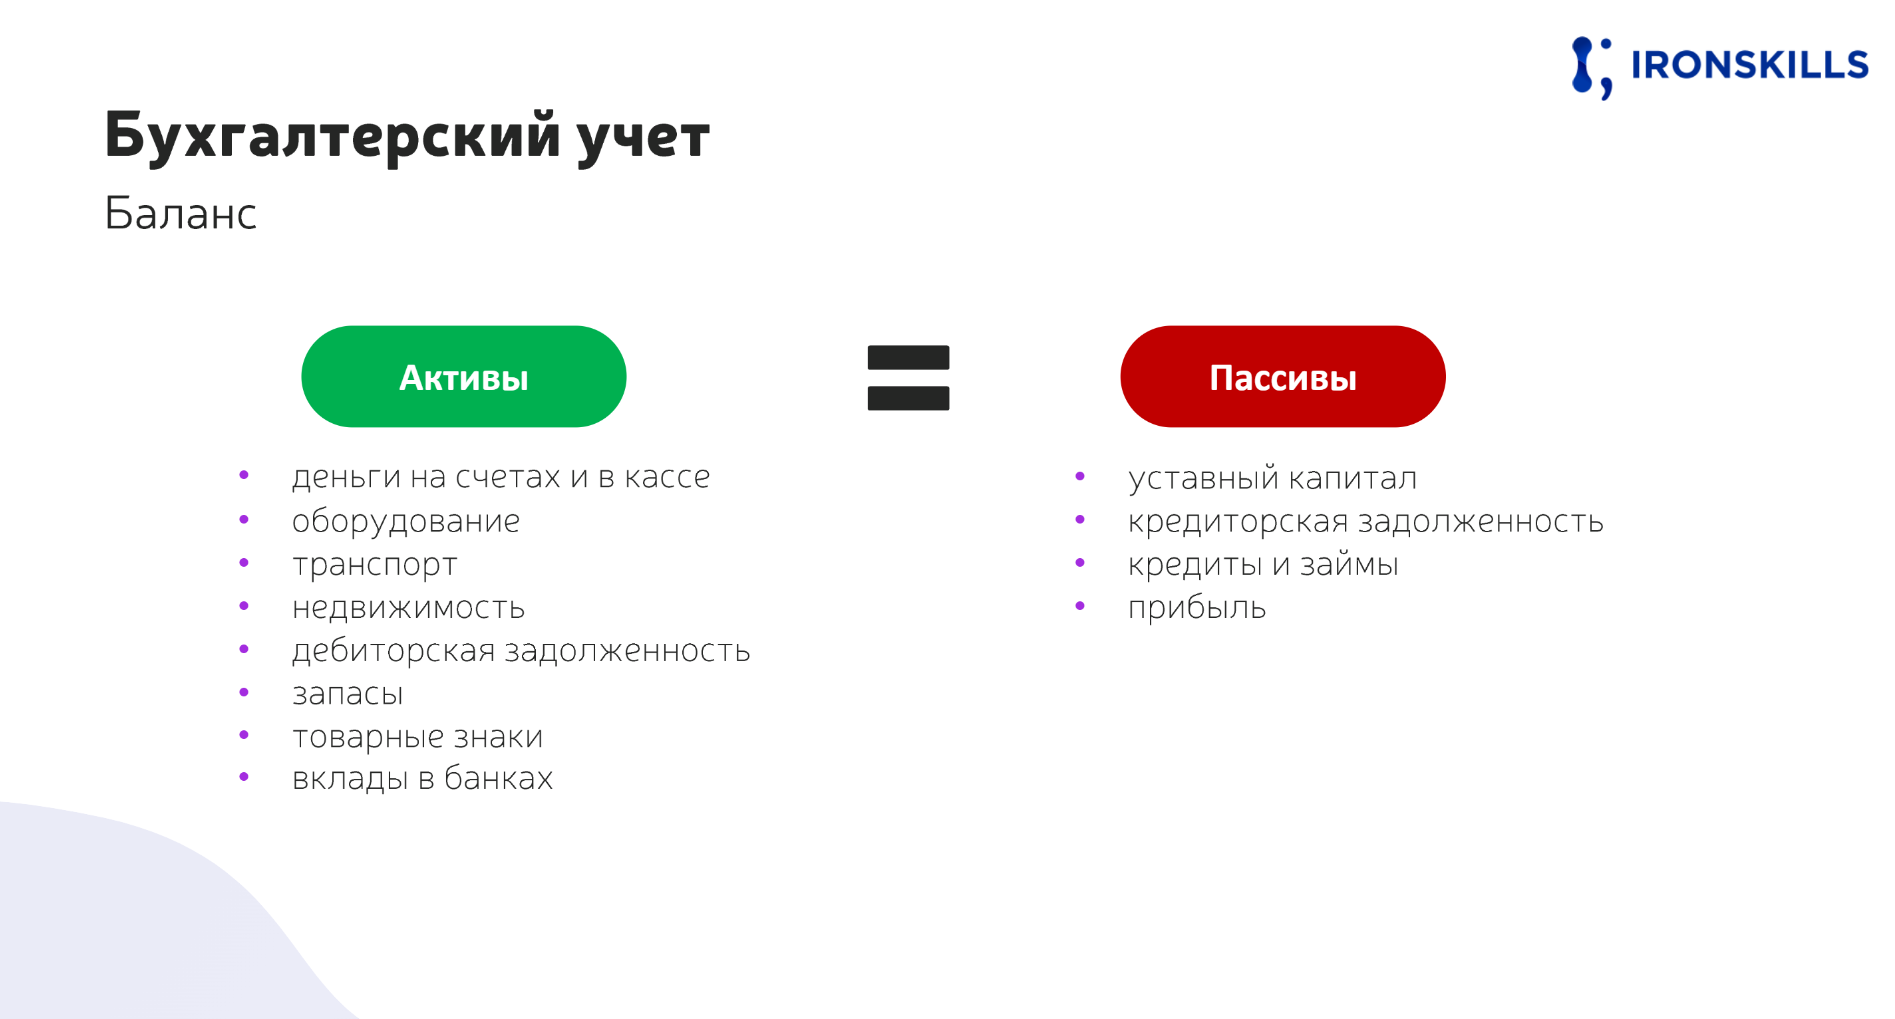 IRONSKILLS
Бухгалтерский учет
Баланс
Активы
=
Пассивы
• деньги на счетах и в кассе
• оборудование
• транспорт
• недвижимость
• дебиторская задолженность
• запасы
• товарные знаки
• вклады в банках
• уставный капитал
• кредиторская задолженность
• кредиты и займы
• прибыль